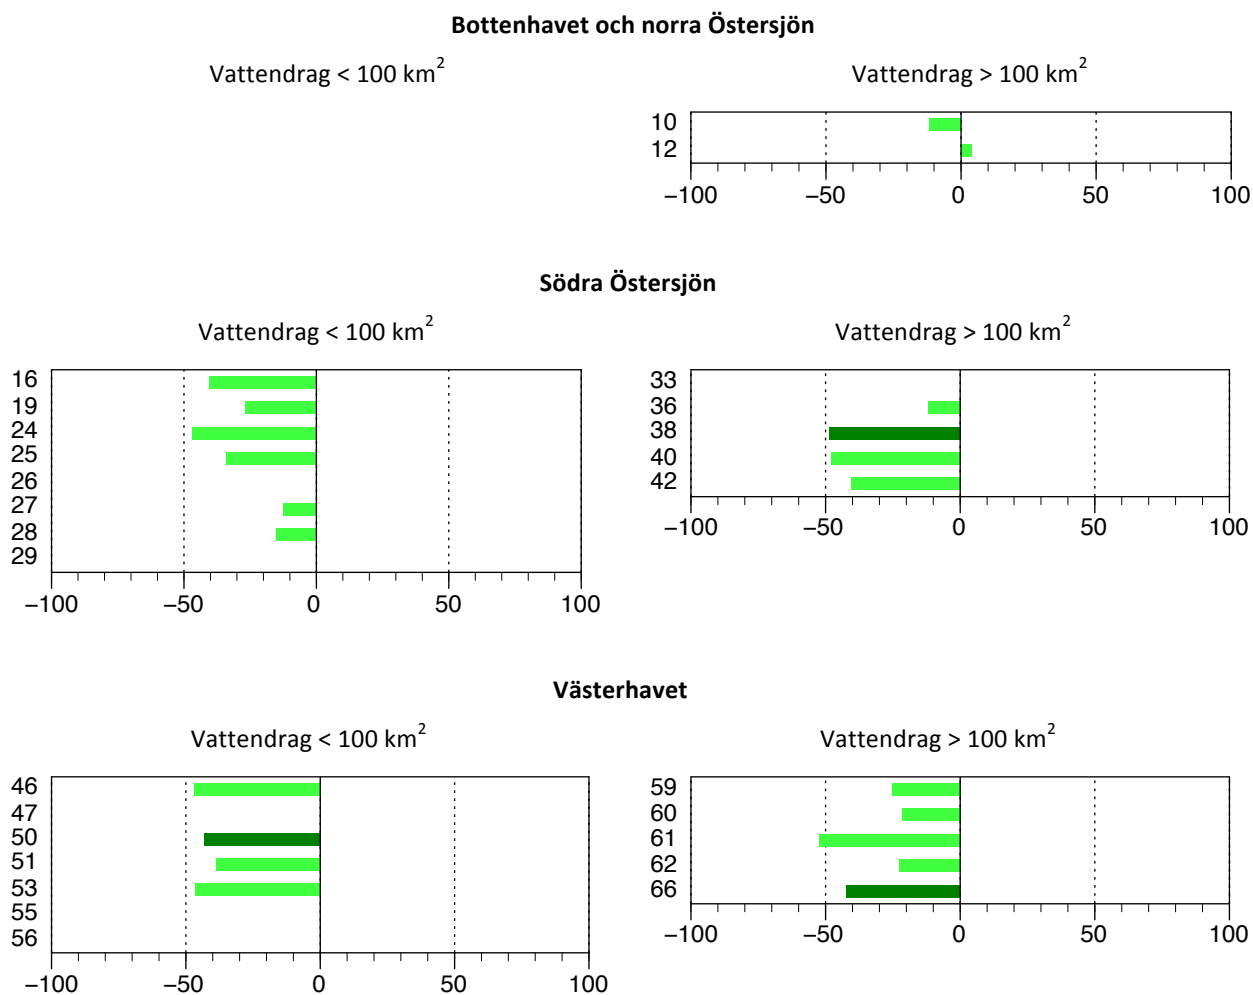 Bottenhavet och norra Östersjön
Vattendrag < 100 km²
Vattendrag > 100 km²
10
12
−100 −50 0 50 100
Södra Östersjön
Vattendrag < 100 km²
16
19
24
25
26
27
28
29
−100 −50 0 50 100
Vattendrag > 100 km²
33
36
38
40
42
−100 −50 0 50 100
Västerhavet
Vattendrag < 100 km²
46
47
50
51
53
55
56
−100 −50 0 50 100
Vattendrag > 100 km²
59
60
61
62
66
−100 −50 0 50 100